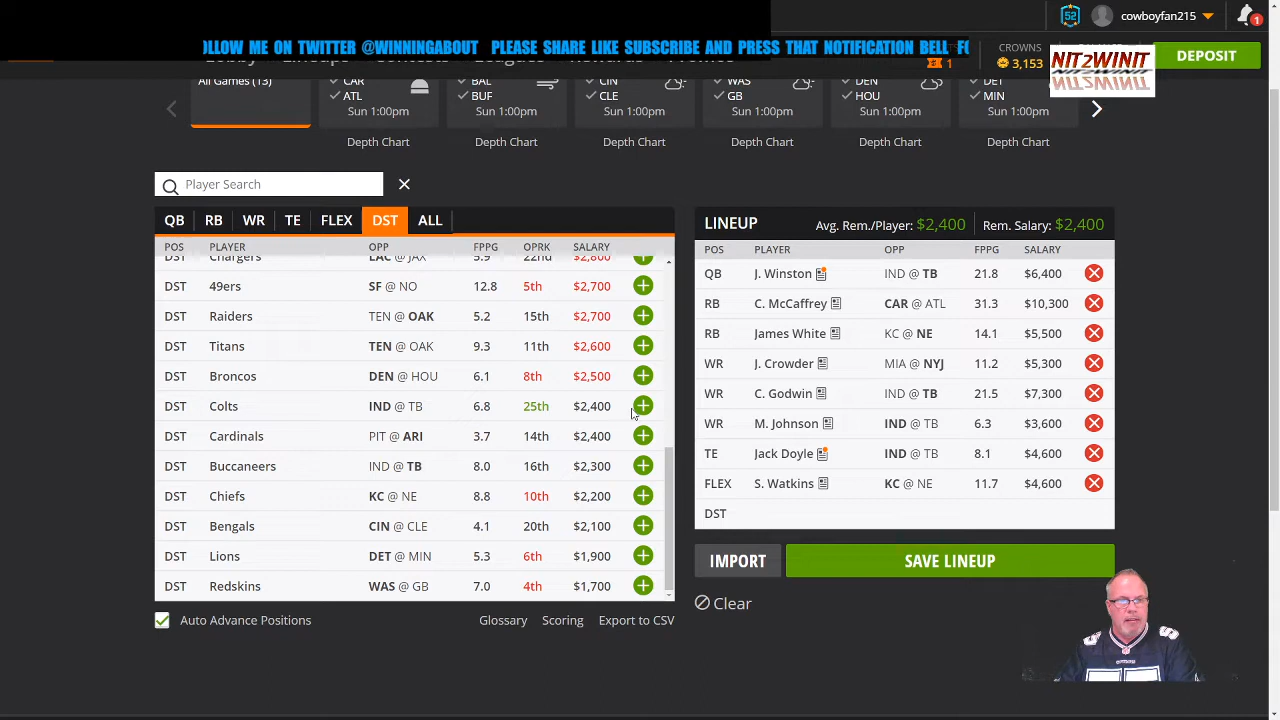 52 cowboyfan215 1
OLLOW ME ON TWITTER @WINNINGABOUT PLEASE SHARE LIKE SUBSCRIBE AND PRESS THAT NOTIFICATION BELL FO
CROWNS
3,153
1
NIT2WINIT
DEPOSIT
All Games (13)
CAR
ATL
Sun 1:00pm
BAL
BUF
Sun 1:00pm
CIN
CLE
Sun 1:00pm
WAS
GB
Sun 1:00pm
DEN
HOU
Sun 1:00pm
DET
MIN
Sun 1:00pm
Depth Chart Depth Chart Depth Chart Depth Chart Depth Chart Depth Chart
Player Search
QB RB WR TE FLEX DST ALL
POS PLAYER OPP FPPG OPRK SALARY
DST Chargers LAC @ JAX 5.9 22nd $2,800
DST 49ers SF @ NO 12.8 5th $2,700
DST Raiders TEN @ OAK 5.2 15th $2,700
DST Titans TEN @ OAK 9.3 11th $2,600
DST Broncos DEN @ HOU 6.1 8th $2,500
DST Colts IND @ TB 6.8 25th $2,400
DST Cardinals PIT @ ARI 3.7 14th $2,400
DST Buccaneers IND @ TB 8.0 16th $2,300
DST Chiefs KC @ NE 8.8 10th $2,200
DST Bengals CIN @ CLE 4.1 20th $2,100
DST Lions DET @ MIN 5.3 6th $1,900
DST Redskins WAS @ GB 7.0 4th $1,700
Auto Advance Positions Glossary Scoring Export to CSV
LINEUP Avg. Rem./Player: $2,400 Rem. Salary: $2,400
POS PLAYER OPP FPPG SALARY
QB J. Winston IND @ TB 21.8 $6,400
RB C. McCaffrey CAR @ ATL 31.3 $10,300
RB James White KC @ NE 14.1 $5,500
WR J. Crowder MIA @ NYJ 11.2 $5,300
WR C. Godwin IND @ TB 21.5 $7,300
WR M. Johnson IND @ TB 6.3 $3,600
TE Jack Doyle IND @ TB 8.1 $4,600
FLEX S. Watkins KC @ NE 11.7 $4,600
DST
IMPORT SAVE LINEUP
Clear